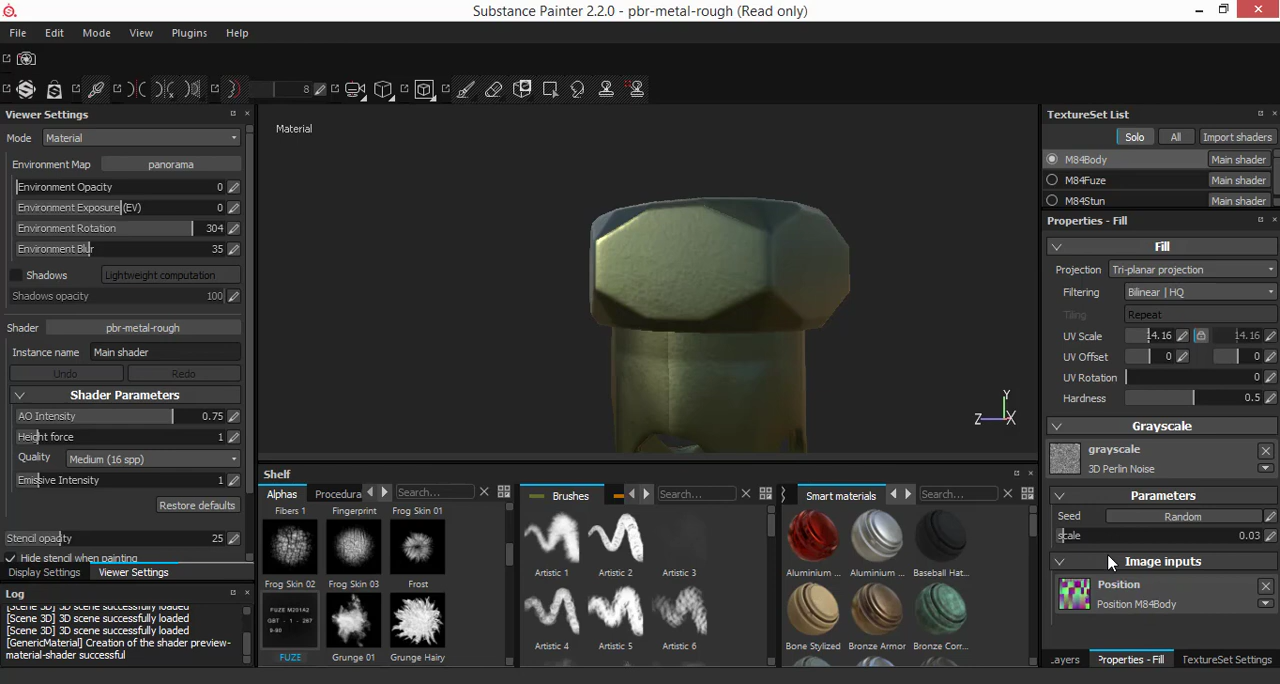 Substance Painter 2.2.0 - pbr-metal-rough (Read only)
File Edit Mode View Plugins Help
8
Viewer Settings
Mode Material
Environment Map panorama
Environment Opacity 0
Environment Exposure (EV) 0
Environment Rotation 304
Environment Blur 35
Shadows Lightweight computation
Shadows opacity 100
Shader pbr-metal-rough
Instance name Main shader
Undo Redo
Shader Parameters
AO Intensity 0.75
Height force 1
Quality Medium (16 spp)
Emissive Intensity 1
Restore defaults
Stencil opacity 25
Hide stencil when painting
Display Settings Viewer Settings
Log
[Scene 3D] 3D scene successfully loaded
[Scene 3D] 3D scene successfully loaded
[Scene 3D] 3D scene successfully loaded
[GenericMaterial] Creation of the shader preview-
material-shader successful
Material
Y
Z X
Shelf
Alphas Procedura Search...
Fibers 1 Fingerprint Frog Skin 01
Frog Skin 02 Frog Skin 03 Frost
FUZE M201A2
GBT - 1 - 267
9-80
FUZE Grunge 01 Grunge Hairy
Brushes Search...
Artistic 1 Artistic 2 Artistic 3
Artistic 4 Artistic 5 Artistic 6
Smart materials Search...
Aluminium ... Aluminium ... Baseball Hat...
Bone Stylized Bronze Armor Bronze Corr...
TextureSet List
Solo All Import shaders
M84Body Main shader
M84Fuze Main shader
M84Stun Main shader
Properties - Fill
Fill
Projection Tri-planar projection
Filtering Bilinear | HQ
Tiling Repeat
UV Scale 14.16 14.16
UV Offset 0 0
UV Rotation 0
Hardness 0.5
Grayscale
grayscale
3D Perlin Noise
Parameters
Seed Random
scale 0.03
Image inputs
Position
Position M84Body
Layers Properties - Fill TextureSet Settings